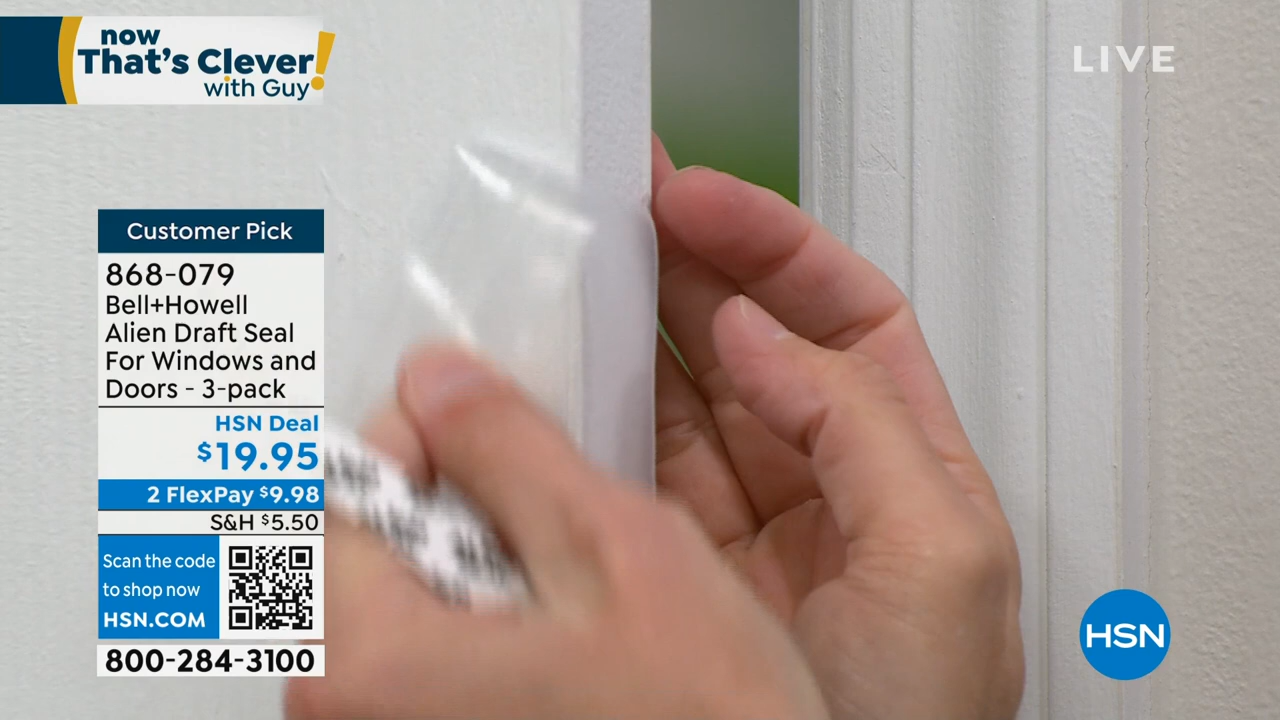 now
That's Clever!
with Guy
LIVE
Customer Pick
868-079
Bell+Howell
Alien Draft Seal
For Windows and
Doors - 3-pack
HSN Deal
$19.95
2 FlexPay $9.98
S&H $5.50
Scan the code
to shop now
HSN.COM
800-284-3100
HSN